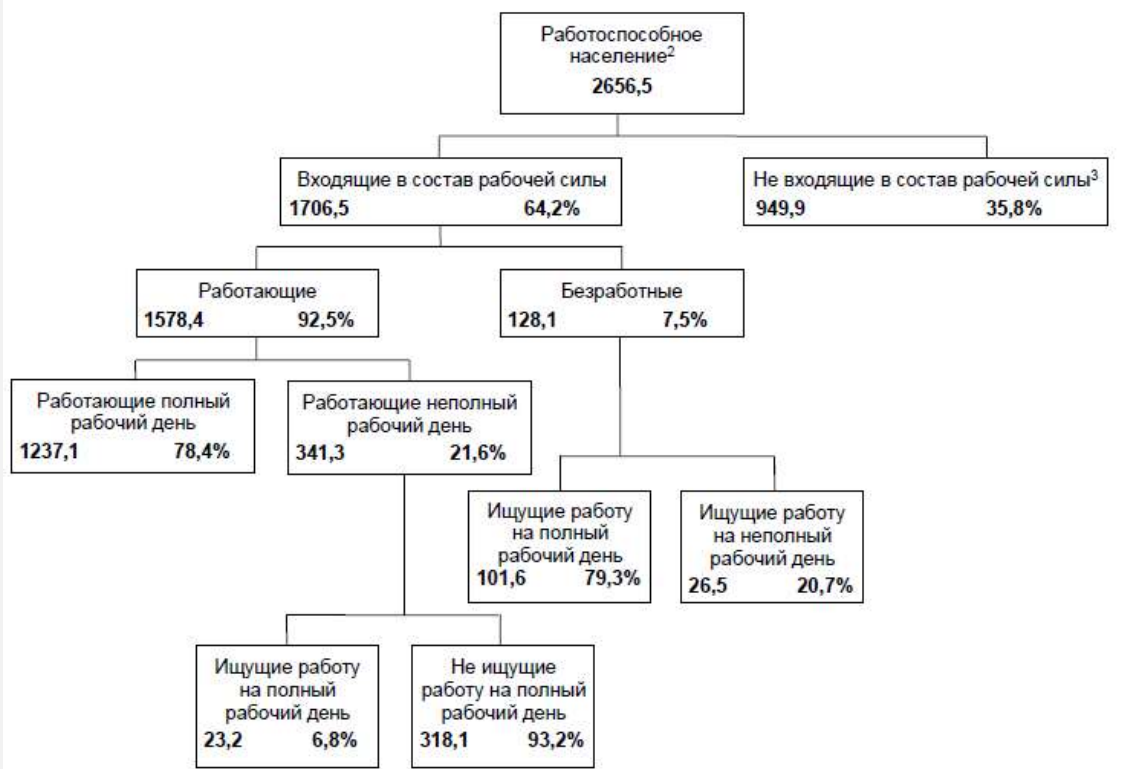 Работоспособное
население²
2656,5
Входящие в состав рабочей силы
1706,5 64,2%
Не входящие в состав рабочей силы³
949,9 35,8%
Работающие
1578,4 92,5%
Безработные
128,1 7,5%
Работающие полный
рабочий день
1237,1 78,4%
Работающие неполный
рабочий день
341,3 21,6%
Ищущие работу
на полный
рабочий день
101,6 79,3%
Ищущие работу
на неполный
рабочий день
26,5 20,7%
Ищущие работу
на полный
рабочий день
23,2 6,8%
Не ищущие
работу на полный
рабочий день
318,1 93,2%